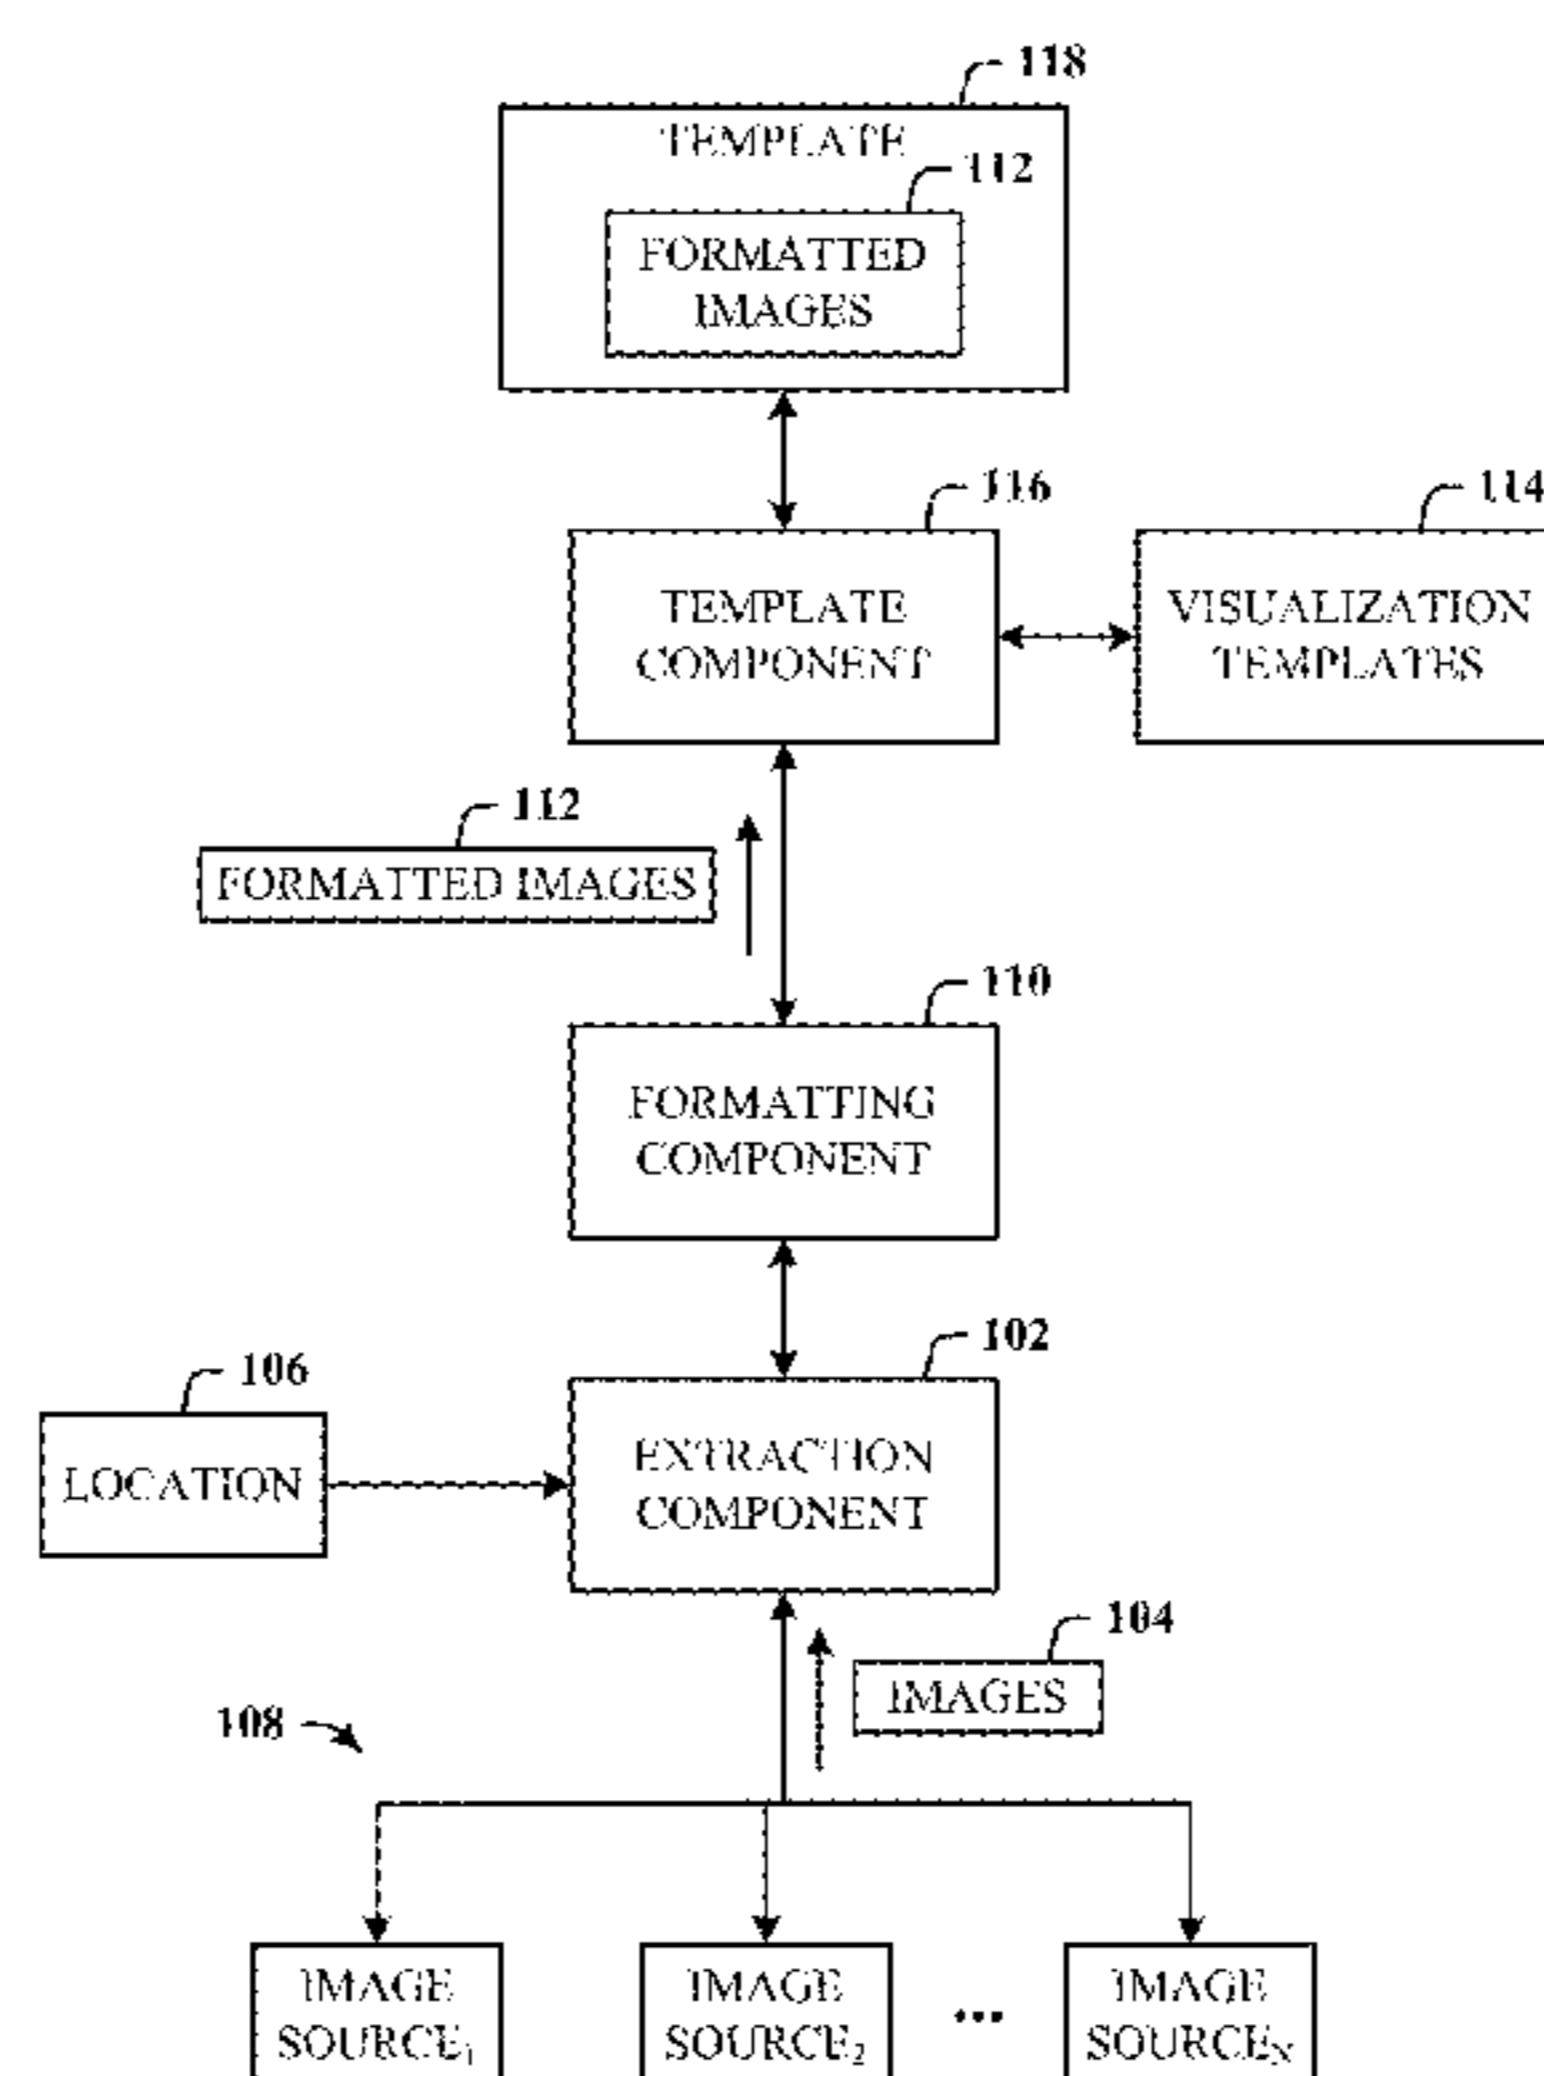 118
TEMPLATE
112
FORMATTED
IMAGES
116
114
TEMPLATE
COMPONENT
VISUALIZATION
TEMPLATES
112
FORMATTED IMAGES
110
FORMATTING
COMPONENT
102
106
EXTRACTION
COMPONENT
LOCATION
104
IMAGES
108
IMAGE
SOURCE₁
IMAGE
SOURCE₂
...
IMAGE
SOURCE_N